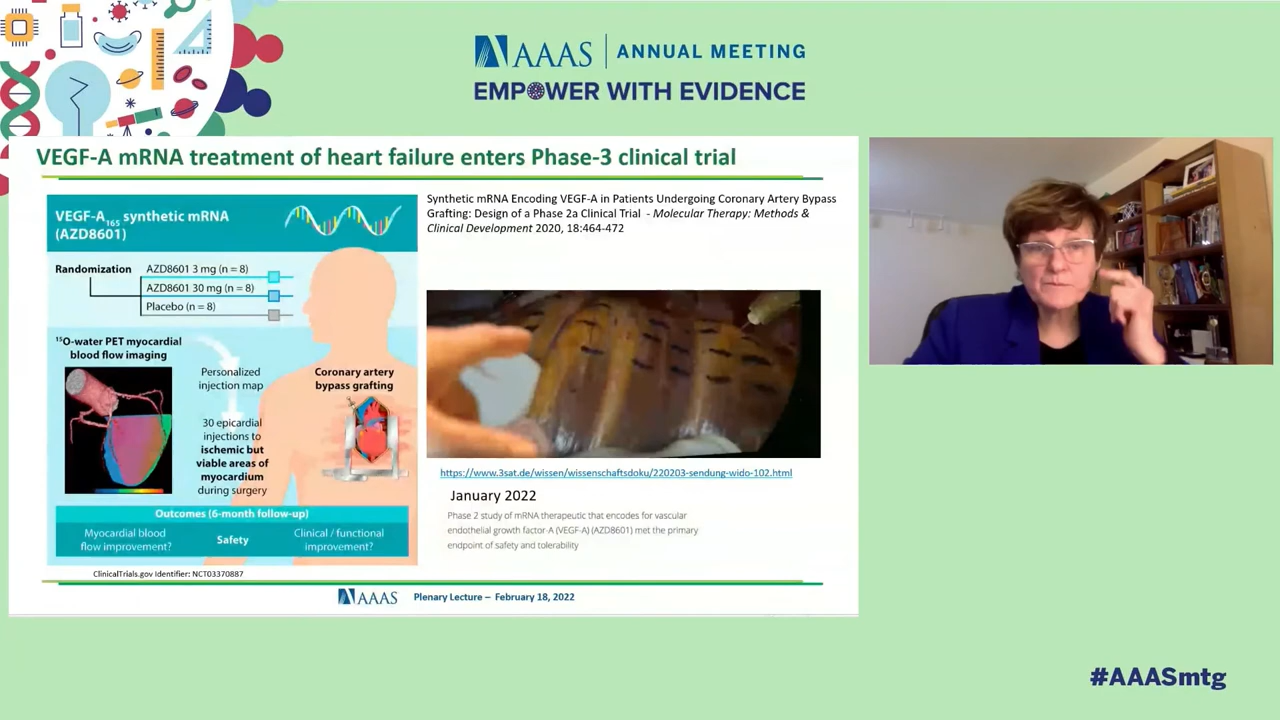 AAAS | ANNUAL MEETING
EMPOWER WITH EVIDENCE
VEGF-A mRNA treatment of heart failure enters Phase-3 clinical trial
VEGF-A165 synthetic mRNA
(AZD8601)
Randomization
AZD8601 3 mg (n = 8)
AZD8601 30 mg (n = 8)
Placebo (n = 8)
15O-water PET myocardial
blood flow imaging
Personalized
injection map
30 epicardial
injections to
ischemic but
viable areas of
myocardium
during surgery
Coronary artery
bypass grafting
Outcomes (6-month follow-up)
Myocardial blood
flow improvement?
Safety
Clinical / functional
improvement?
ClinicalTrials.gov Identifier: NCT03370887
Synthetic mRNA Encoding VEGF-A in Patients Undergoing Coronary Artery Bypass
Grafting: Design of a Phase 2a Clinical Trial - Molecular Therapy: Methods &
Clinical Development 2020, 18:464-472
https://www.3sat.de/wissen/wissenschaftsdoku/220203-sendung-wido-102.html
January 2022
Phase 2 study of mRNA therapeutic that encodes for vascular
endothelial growth factor-A (VEGF-A) (AZD8601) met the primary
endpoint of safety and tolerability
AAAS Plenary Lecture – February 18, 2022
#AAASmtg